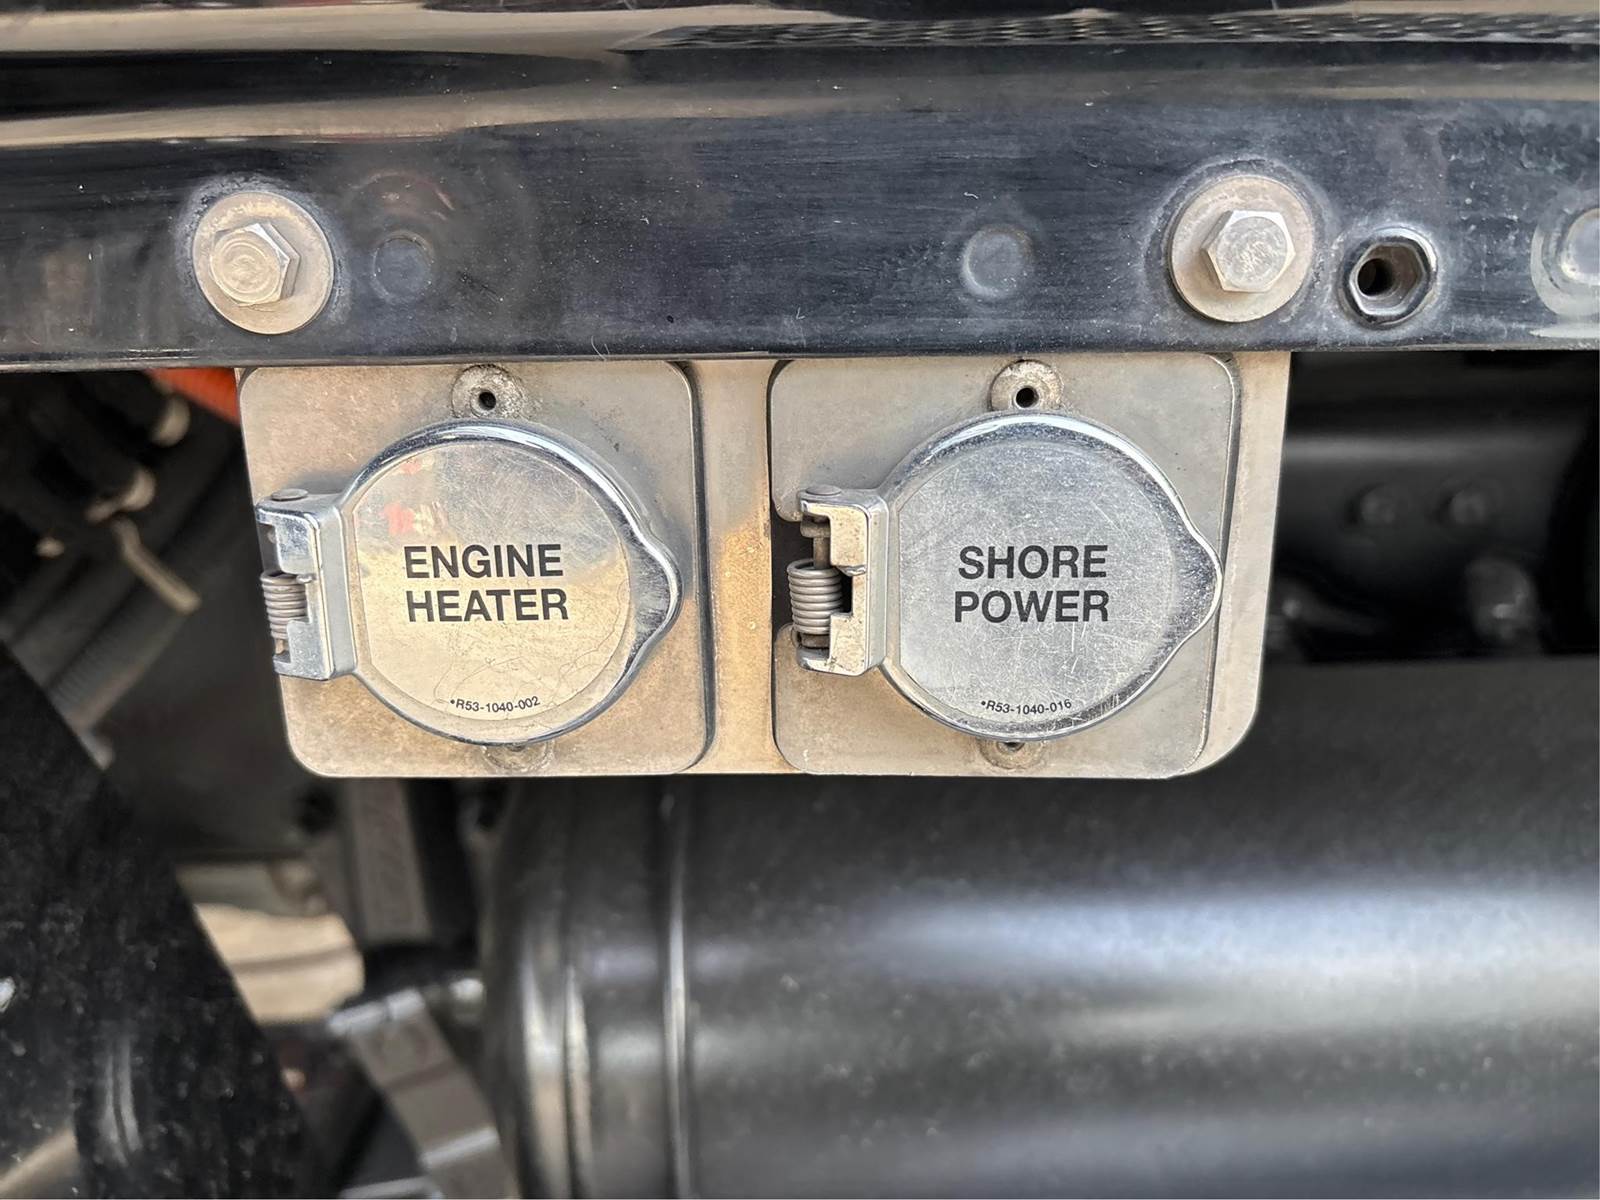 ENGINE
HEATER
*R53-1040-002
SHORE
POWER
*R53-1040-016